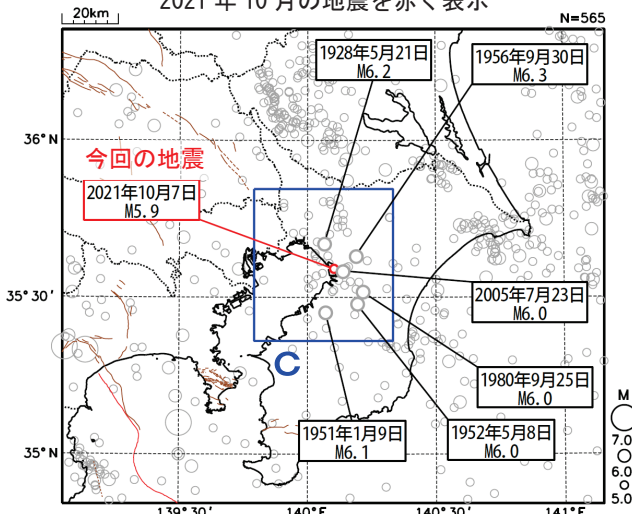 2021 年 10 月の地震を赤く表示
20km
N=565
1928年5月21日
M6.2
1956年9月30日
M6.3
36°N
今回の地震
2021年10月7日
M5.9
2005年7月23日
M6.0
35°30′
C
1980年9月25日
M6.0
1951年1月9日
M6.1
1952年5月8日
M6.0
35°N
M
7.0
6.0
5.0
139°30′
140°E
140°30′
141°E